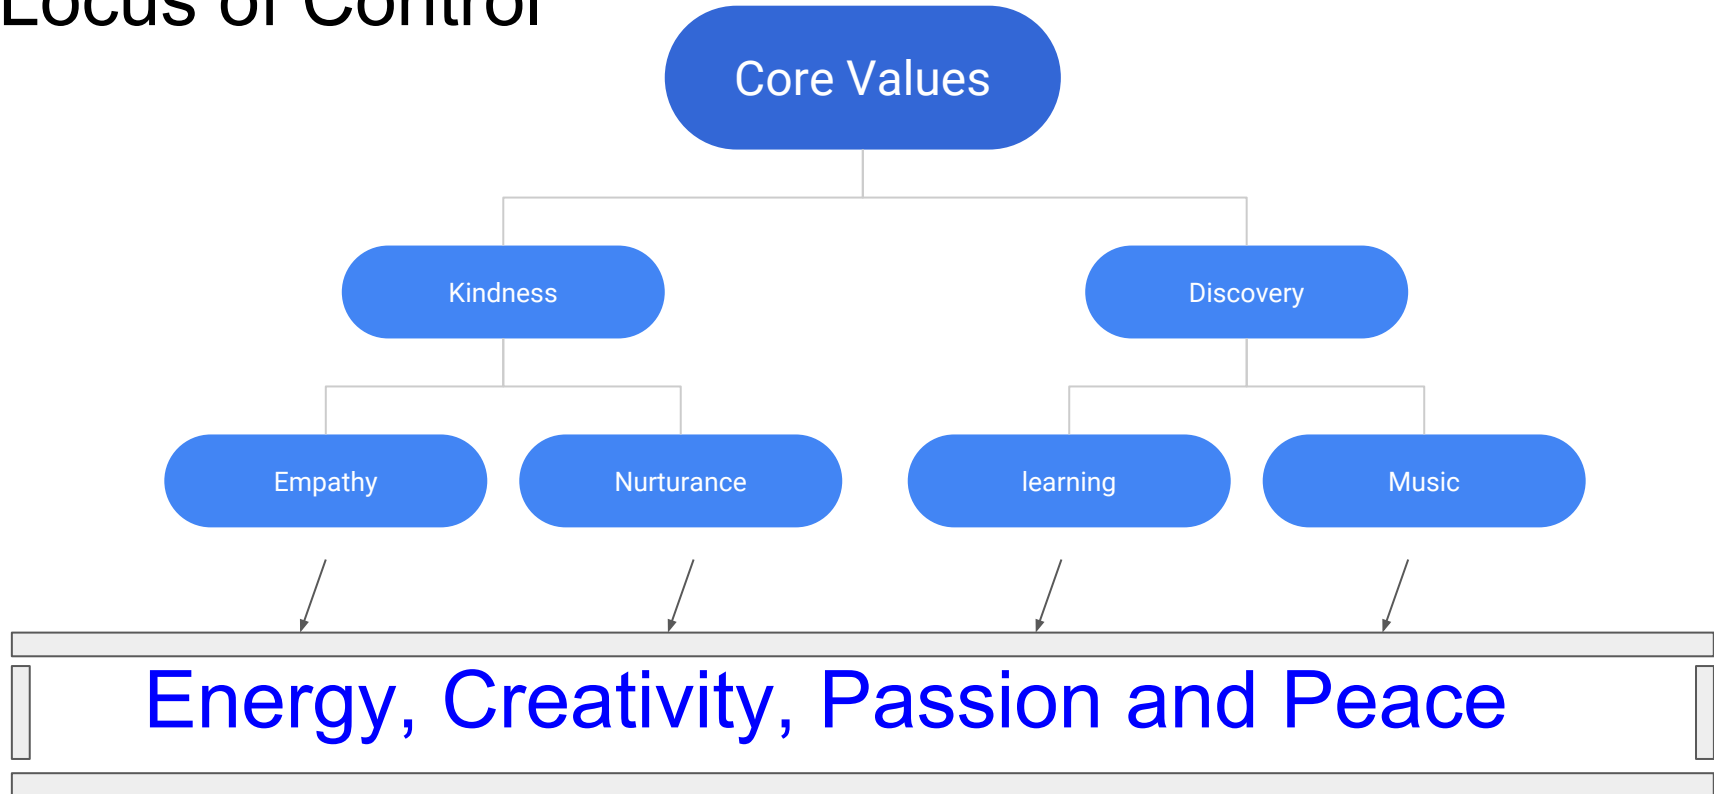 Locus of Control
Core Values
Kindness
Discovery
Empathy
Nurturance
learning
Music
Energy, Creativity, Passion and Peace